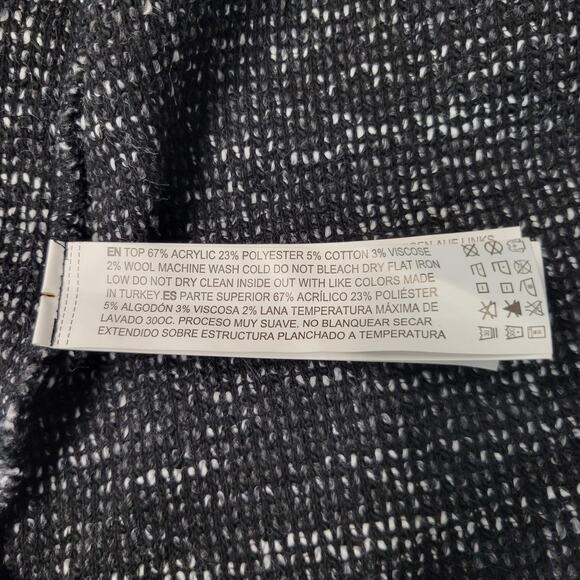 EN TOP 67% ACRYLIC 23% POLYESTER 5% COTTON 3% VISCOSE
2% WOOL MACHINE WASH COLD DO NOT BLEACH DRY FLAT IRON
LOW DO NOT DRY CLEAN INSIDE OUT WITH LIKE COLORS MADE
IN TURKEY.ES PARTE SUPERIOR 67% ACRÍLICO 23% POLIÉSTER
5% ALGODÓN 3% VISCOSA 2% LANA TEMPERATURA MÁXIMA DE
LAVADO 30OC. PROCESO MUY SUAVE. NO BLANQUEAR SECAR
EXTENDIDO SOBRE ESTRUCTURA PLANCHADO A TEMPERATURA